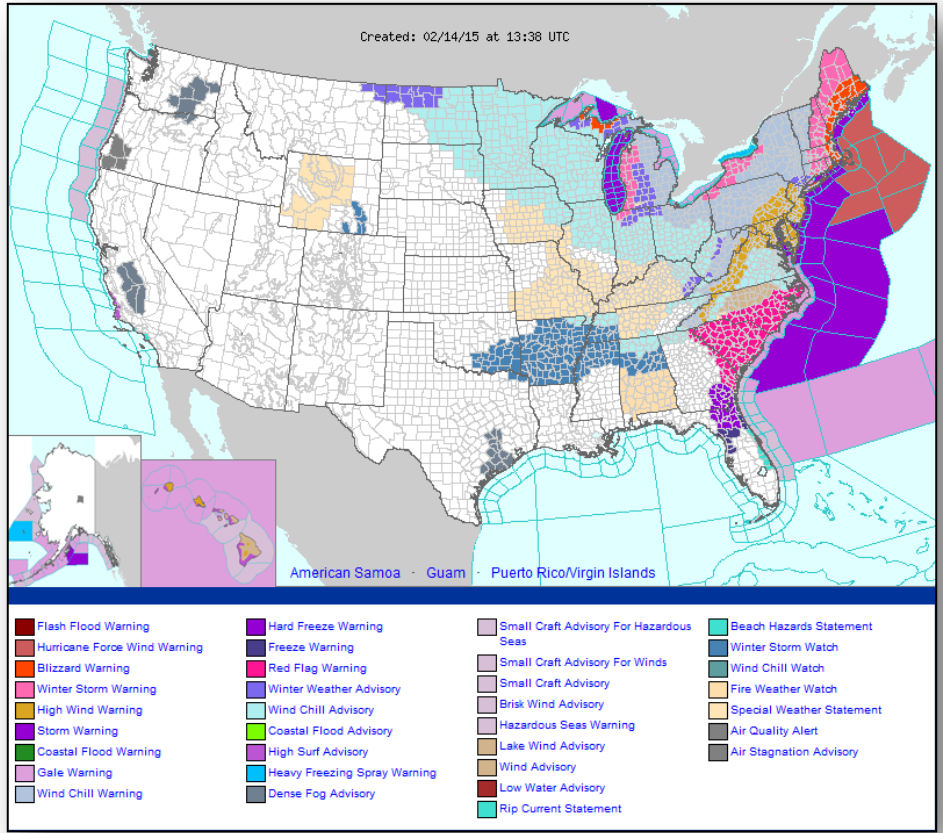 Created: 02/14/15 at 13:38 UTC
American Samoa · Guam · Puerto Rico/Virgin Islands
Flash Flood Warning
Hurricane Force Wind Warning
Blizzard Warning
Winter Storm Warning
High Wind Warning
Storm Warning
Coastal Flood Warning
Gale Warning
Wind Chill Warning
Hard Freeze Warning
Freeze Warning
Red Flag Warning
Winter Weather Advisory
Wind Chill Advisory
Coastal Flood Advisory
High Surf Advisory
Heavy Freezing Spray Warning
Dense Fog Advisory
Small Craft Advisory For Hazardous
Seas
Small Craft Advisory For Winds
Small Craft Advisory
Brisk Wind Advisory
Hazardous Seas Warning
Lake Wind Advisory
Wind Advisory
Low Water Advisory
Rip Current Statement
Beach Hazards Statement
Winter Storm Watch
Wind Chill Watch
Fire Weather Watch
Special Weather Statement
Air Quality Alert
Air Stagnation Advisory